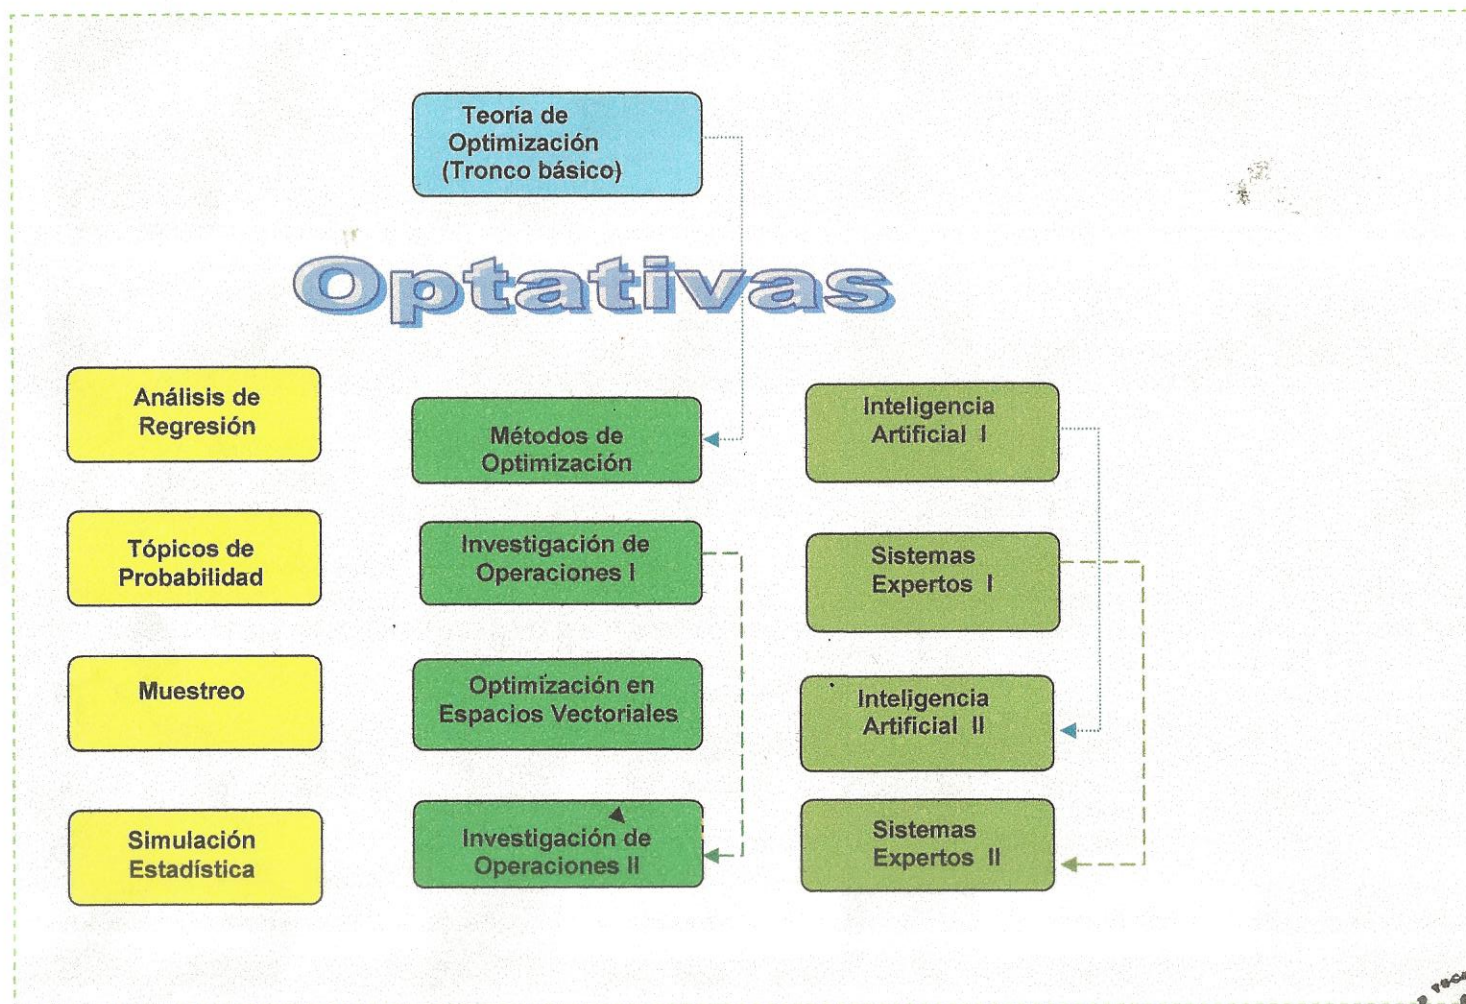 Teoría de
Optimización
(Tronco básico)
Optativas
Análisis de
Regresión
Tópicos de
Probabilidad
Muestreo
Simulación
Estadística
Métodos de
Optimización
Investigación de
Operaciones I
Optimización en
Espacios Vectoriales
Investigación de
Operaciones II
Inteligencia
Artificial I
Sistemas
Expertos I
Inteligencia
Artificial II
Sistemas
Expertos II